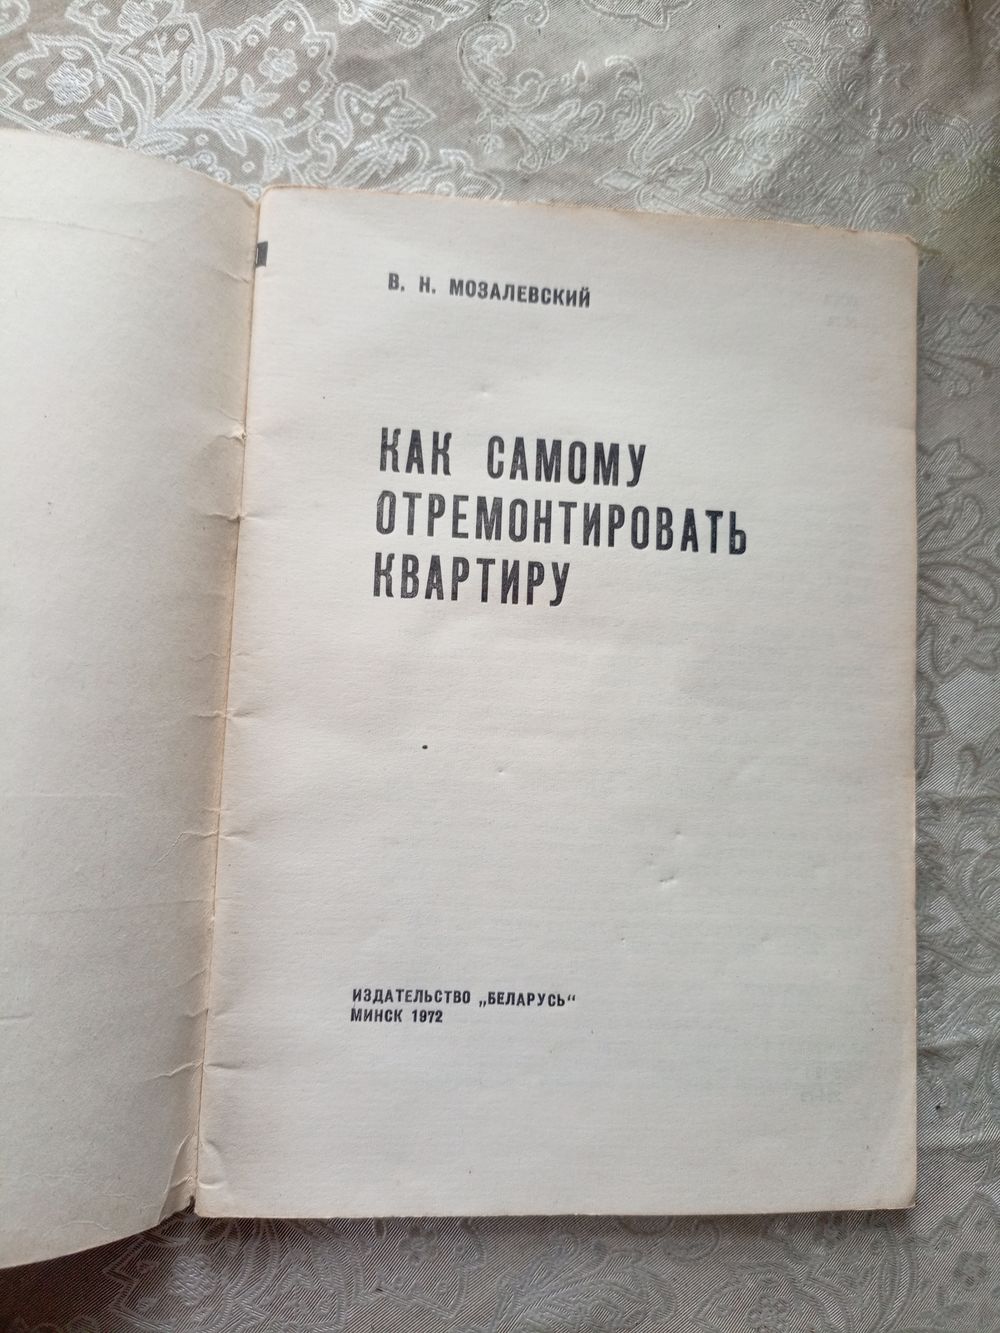 В. Н. МОЗАЛЕВСКИЙ
КАК САМОМУ
ОТРЕМОНТИРОВАТЬ
КВАРТИРУ
ИЗДАТЕЛЬСТВО „БЕЛАРУСЬ“
МИНСК 1972